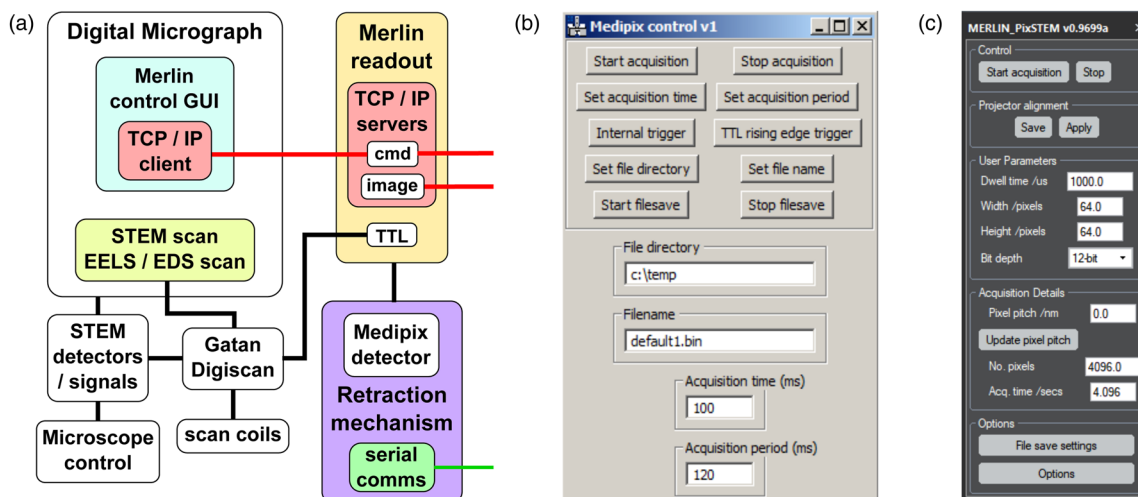 (a)
Digital Micrograph
Merlin
control GUI
TCP / IP
client
STEM scan
EELS / EDS scan
STEM
detectors
/ signals
Gatan
Digiscan
Microscope
control
scan coils
Merlin
readout
TCP / IP
servers
cmd
image
TTL
Medipix
detector
Retraction
mechanism
serial
comms
(b)
Medipix control v1
Start acquisition Stop acquisition
Set acquisition time Set acquisition period
Internal trigger TTL rising edge trigger
Set file directory Set file name
Start filesave Stop filesave
File directory
c:\temp
Filename
default1.bin
Acquisition time (ms)
100
Acquisition period (ms)
120
(c)
MERLIN_PixSTEM v0.9699a
Control
Start acquisition Stop
Projector alignment
Save Apply
User Parameters
Dwell time /us 1000.0
Width /pixels 64.0
Height /pixels 64.0
Bit depth 12-bit
Acquisition Details
Pixel pitch /nm 0.0
Update pixel pitch
No. pixels 4096.0
Acq. time /secs 4.096
Options
File save settings
Options